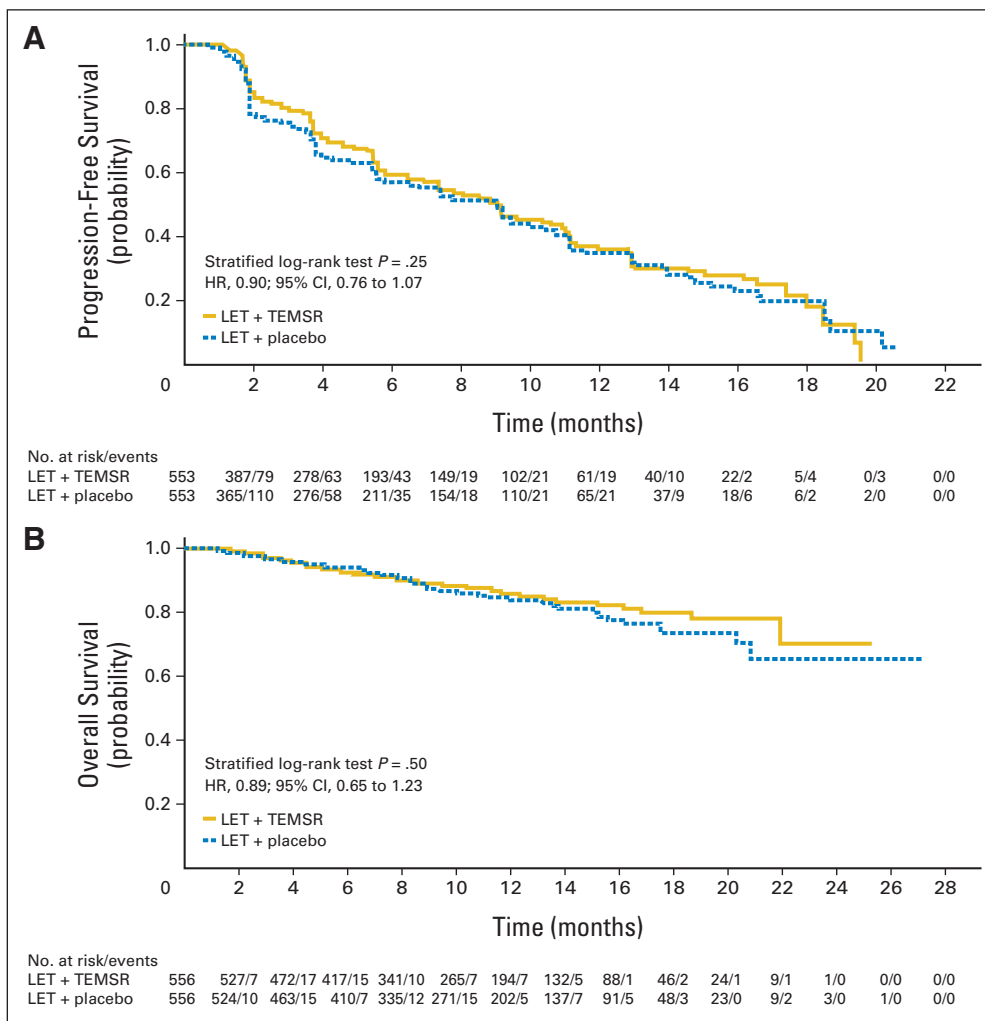 A
Progression-Free Survival
(probability)
1.0
0.8
0.6
0.4
0.2
Stratified log-rank test P = .25
HR, 0.90; 95% CI, 0.76 to 1.07
LET + TEMSR
LET + placebo
0 2 4 6 8 10 12 14 16 18 20 22
Time (months)
No. at risk/events
LET + TEMSR 553 387/79 278/63 193/43 149/19 102/21 61/19 40/10 22/2 5/4 0/3 0/0
LET + placebo 553 365/110 276/58 211/35 154/18 110/21 65/21 37/9 18/6 6/2 2/0 0/0
B
Overall Survival
(probability)
1.0
0.8
0.6
0.4
0.2
Stratified log-rank test P = .50
HR, 0.89; 95% CI, 0.65 to 1.23
LET + TEMSR
LET + placebo
0 2 4 6 8 10 12 14 16 18 20 22 24 26 28
Time (months)
No. at risk/events
LET + TEMSR 556 527/7 472/17 417/15 341/10 265/7 194/7 132/5 88/1 46/2 24/1 9/1 1/0 0/0 0/0
LET + placebo 556 524/10 463/15 410/7 335/12 271/15 202/5 137/7 91/5 48/3 23/0 9/2 3/0 1/0 0/0